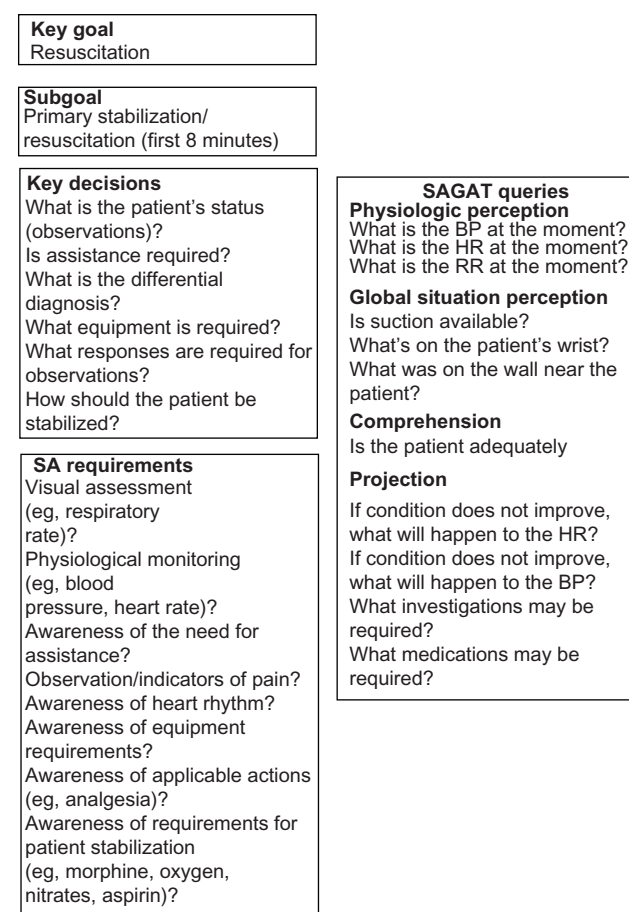 Key goal
Resuscitation
Subgoal
Primary stabilization/
resuscitation (first 8 minutes)
Key decisions
What is the patient's status
(observations)?
Is assistance required?
What is the differential
diagnosis?
What equipment is required?
What responses are required for
observations?
How should the patient be
stabilized?
SA requirements
Visual assessment
(eg, respiratory
rate)?
Physiological monitoring
(eg, blood
pressure, heart rate)?
Awareness of the need for
assistance?
Observation/indicators of pain?
Awareness of heart rhythm?
Awareness of equipment
requirements?
Awareness of applicable actions
(eg, analgesia)?
Awareness of requirements for
patient stabilization
(eg, morphine, oxygen,
nitrates, aspirin)?
SAGAT queries
Physiologic perception
What is the BP at the moment?
What is the HR at the moment?
What is the RR at the moment?
Global situation perception
Is suction available?
What's on the patient's wrist?
What was on the wall near the
patient?
Comprehension
Is the patient adequately
Projection
If condition does not improve,
what will happen to the HR?
If condition does not improve,
what will happen to the BP?
What investigations may be
required?
What medications may be
required?